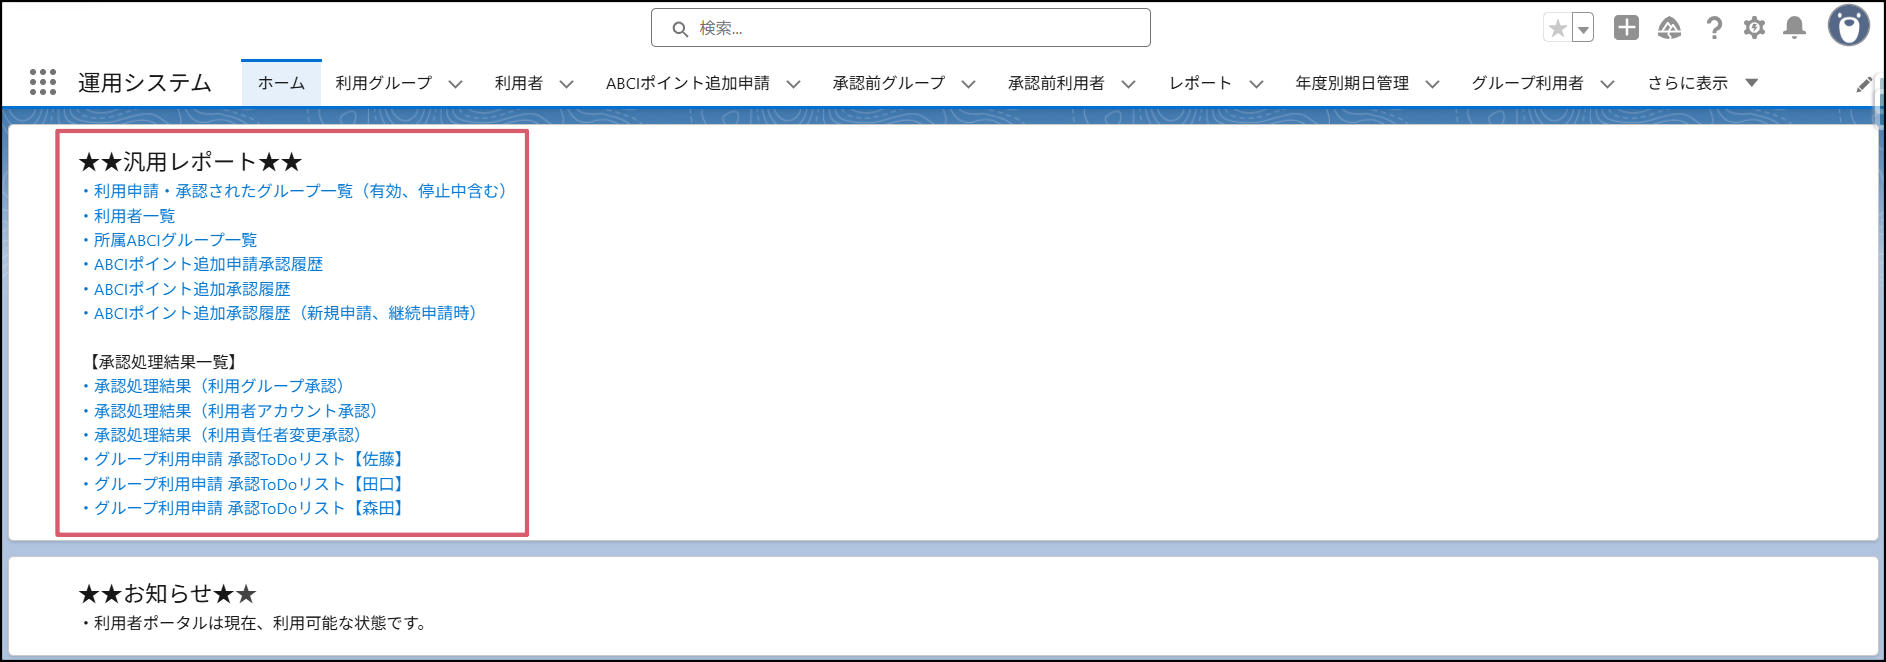 検索...
運用システム ホーム 利用グループ 利用者 ABCIポイント追加申請 承認前グループ 承認前利用者 レポート 年度別期日管理 グループ利用者 さらに表示
★★汎用レポート★★
・利用申請・承認されたグループ一覧（有効、停止中含む）
・利用者一覧
・所属ABCIグループ一覧
・ABCIポイント追加申請承認履歴
・ABCIポイント追加承認履歴
・ABCIポイント追加承認履歴（新規申請、継続申請時）
【承認処理結果一覧】
・承認処理結果（利用グループ承認）
・承認処理結果（利用者アカウント承認）
・承認処理結果（利用責任者変更承認）
・グループ利用申請 承認ToDoリスト【佐藤】
・グループ利用申請 承認ToDoリスト【田口】
・グループ利用申請 承認ToDoリスト【森田】
★★お知らせ★★
・利用者ポータルは現在、利用可能な状態です。